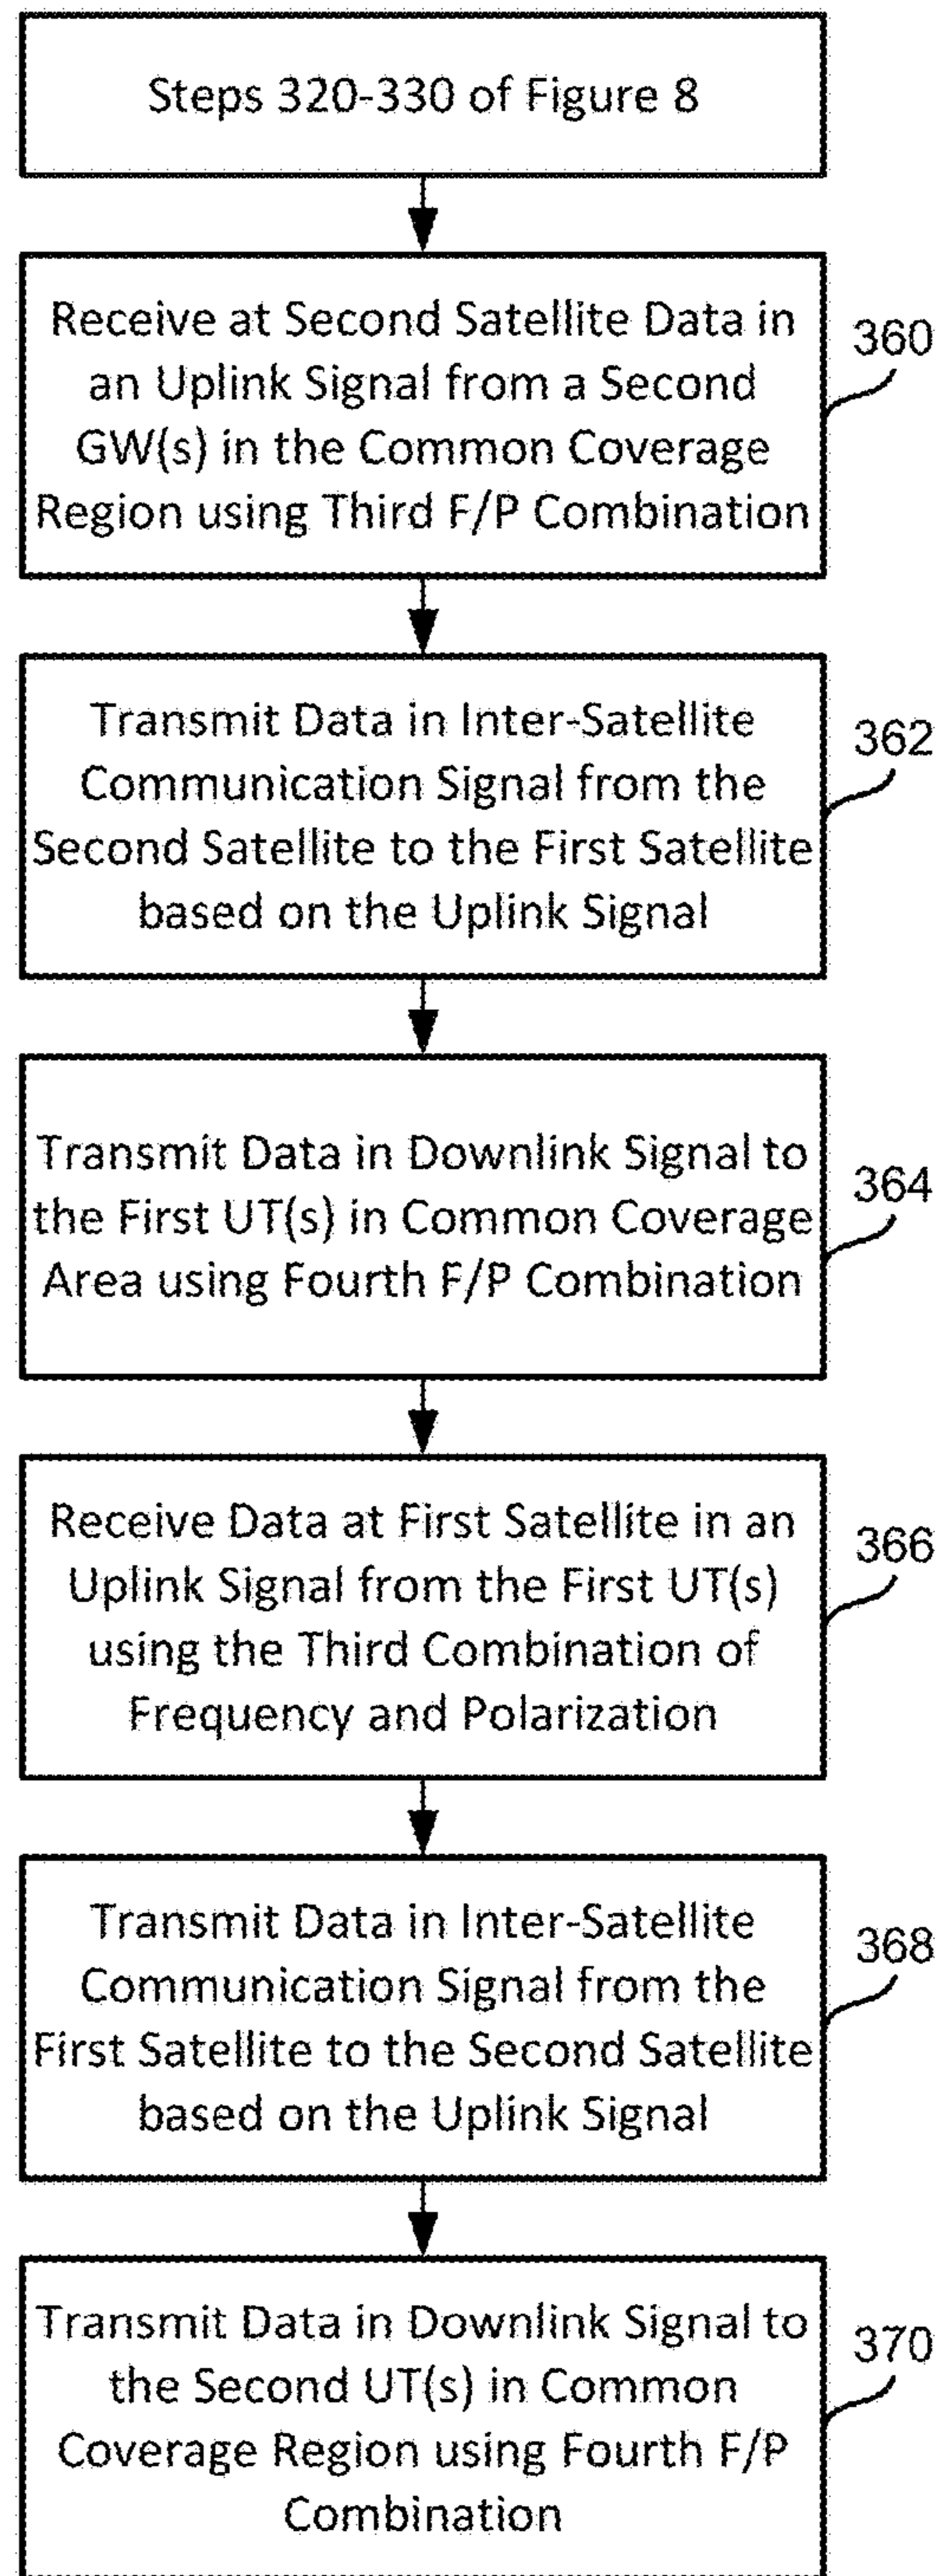 Steps 320-330 of Figure 8
Receive at Second Satellite Data in
an Uplink Signal from a Second
GW(s) in the Common Coverage
Region using Third F/P Combination
360
Transmit Data in Inter-Satellite
Communication Signal from the
Second Satellite to the First Satellite
based on the Uplink Signal
362
Transmit Data in Downlink Signal to
the First UT(s) in Common Coverage
Area using Fourth F/P Combination
364
Receive Data at First Satellite in an
Uplink Signal from the First UT(s)
using the Third Combination of
Frequency and Polarization
366
Transmit Data in Inter-Satellite
Communication Signal from the
First Satellite to the Second Satellite
based on the Uplink Signal
368
Transmit Data in Downlink Signal to
the Second UT(s) in Common
Coverage Region using Fourth F/P
Combination
370